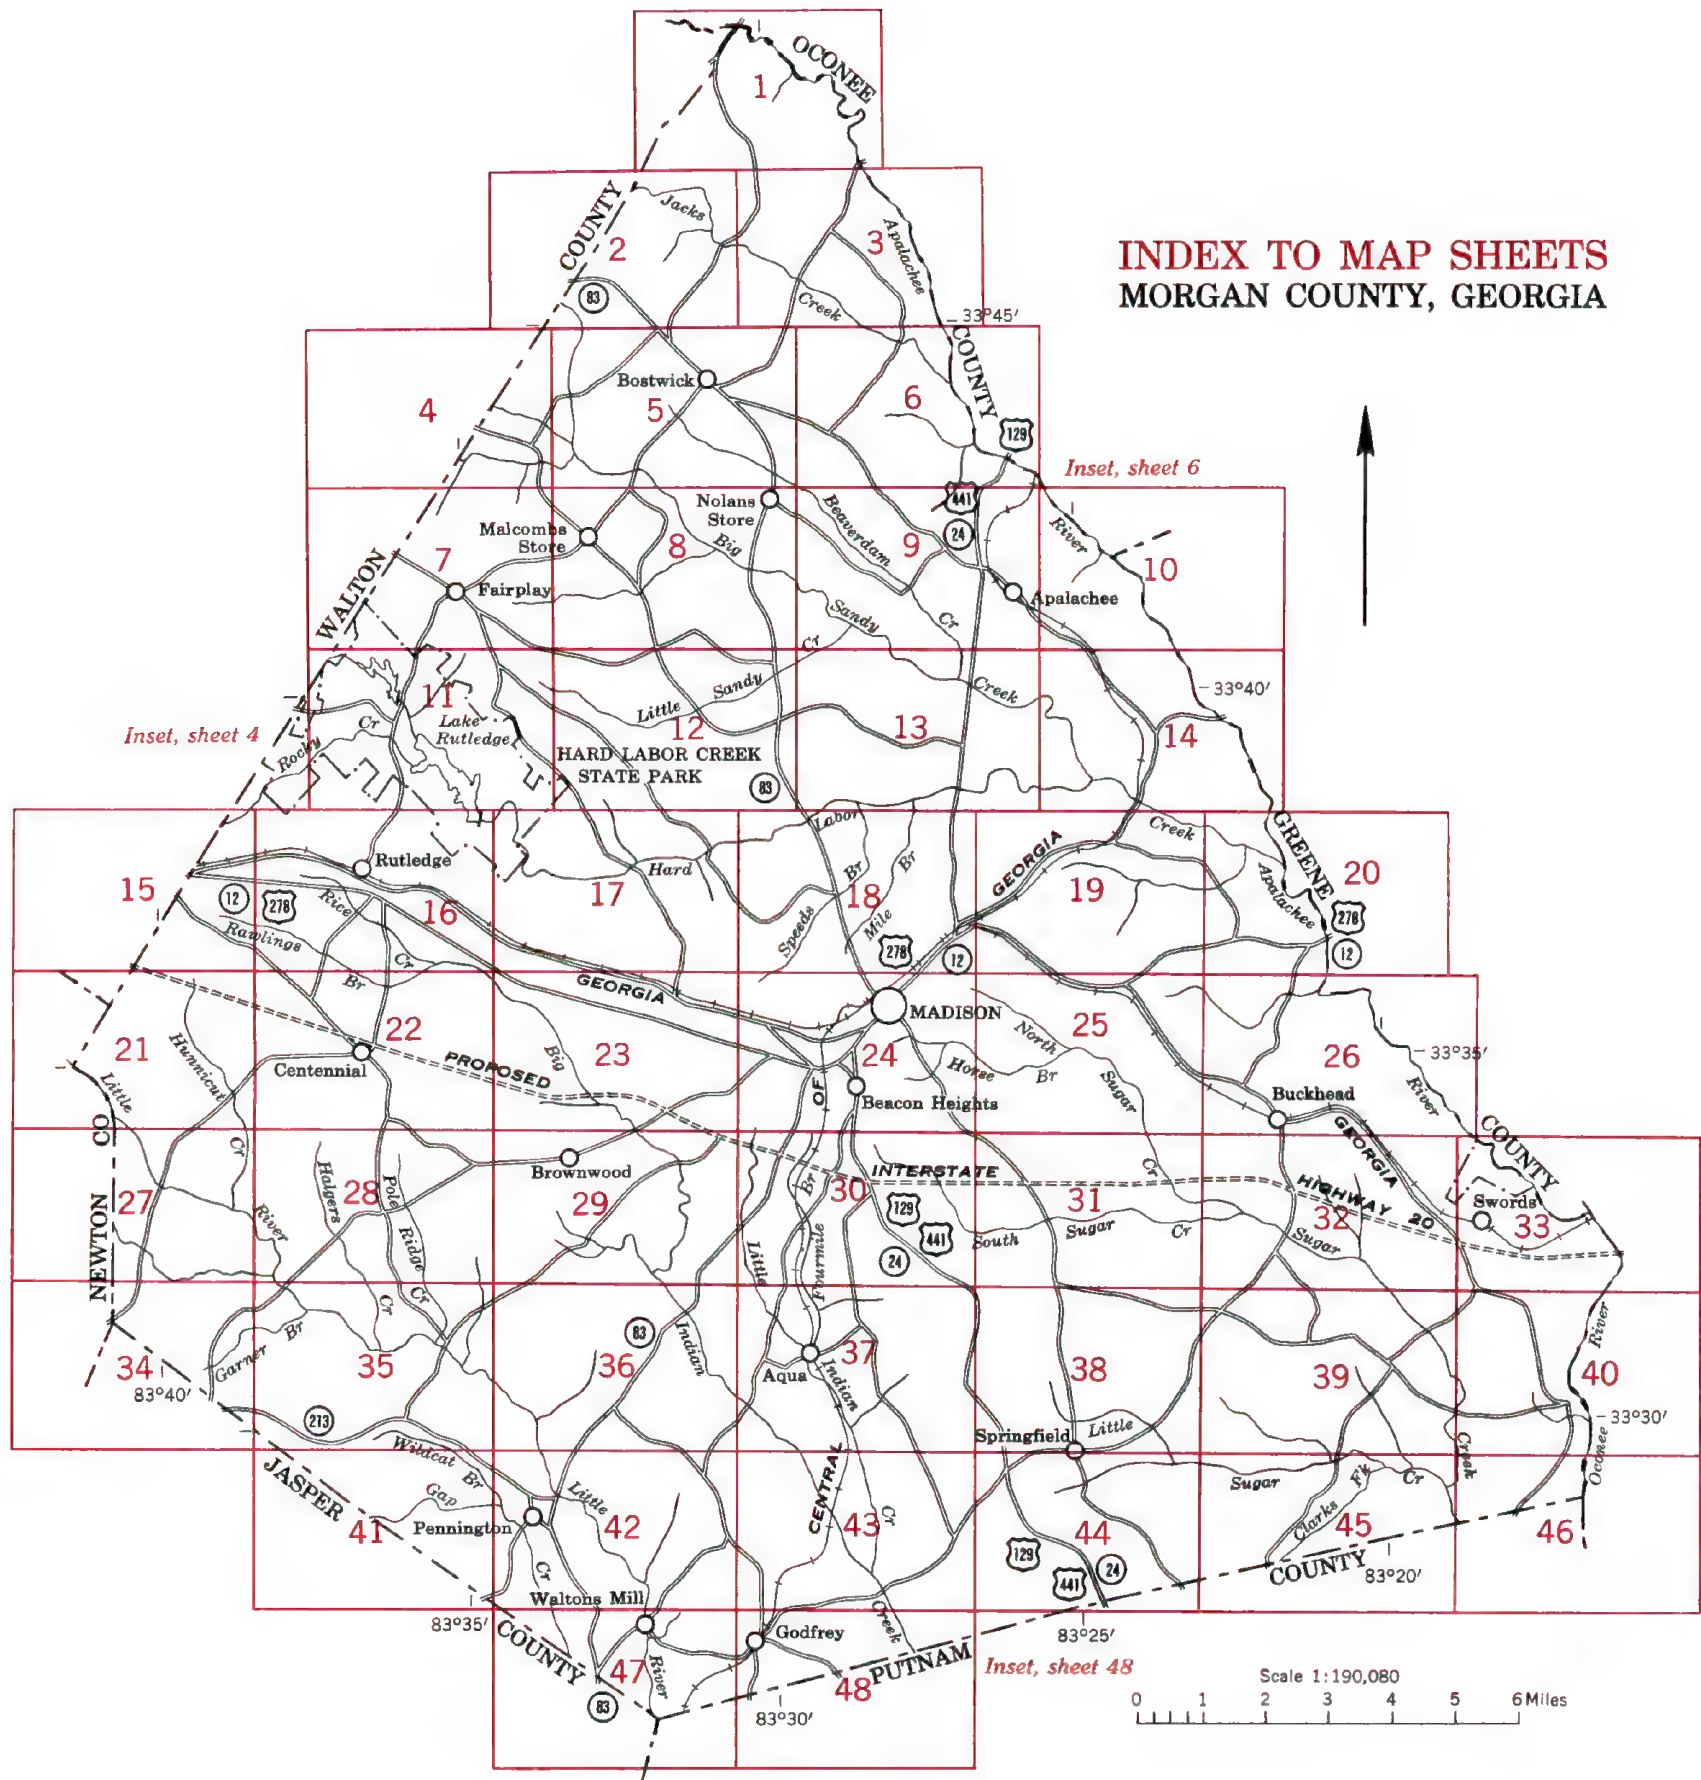 INDEX TO MAP SHEETS
MORGAN COUNTY, GEORGIA
OCONEE
1
COUNTY
2
Jacks
3
Apalachee
83
Creek
33°45'
COUNTY
Bostwick
4
5
6
129
Inset, sheet 6
441
Nolans
Store
Beaverdam
24
River
Malcombs
Store
7
8
Big
9
10
WALTON
Fairplay
Apalachee
Sandy
Cr
Cr
11
Lake
Rutledge
Little
Sandy
Creek
33°40'
Inset, sheet 4
Rocky
Cr
12
13
14
HARD LABOR CREEK
STATE PARK
83
Labor
Creek
GREENE
Rutledge
GEORGIA
15
12
278
Rice
16
17
Hard
Br
18
Br
19
20
Apalachee
278
12
Rawlings
Speeds
Mile
278
12
Br
Cr
GEORGIA
MADISON
21
Hunnicut
22
23
North
25
26
33°35'
Centennial
PROPOSED
Big
24
Horse
Br
Little
OF
Sugar
River
Beacon Heights
Buckhead
CO
Cr
GEORGIA
COUNTY
Brownwood
INTERSTATE
Cr
27
Halgers
28
Pole
29
Br
30
31
HIGHWAY 20
32
Swords
33
NEWTON
River
Ridge
129
441
South
Sugar
Cr
Sugar
24
Little
Fourmile
Cr
Cr
Br
83
Indian
River
34
Garner
35
36
37
38
39
40
83°40'
Aqua
Indian
33°30'
213
Little
Springfield
Wildcat
Br
CENTRAL
Creek
Oconee
JASPER
Gap
Little
Sugar
Fk
Cr
41
Pennington
42
43
Cr
44
Clarks
45
46
Cr
129
441
24
COUNTY
83°20'
Waltons Mill
83°35'
COUNTY
Godfrey
Creek
83°25'
47
River
48
PUTNAM
Inset, sheet 48
83
83°30'
Scale 1:190,080
0 1 2 3 4 5 6 Miles